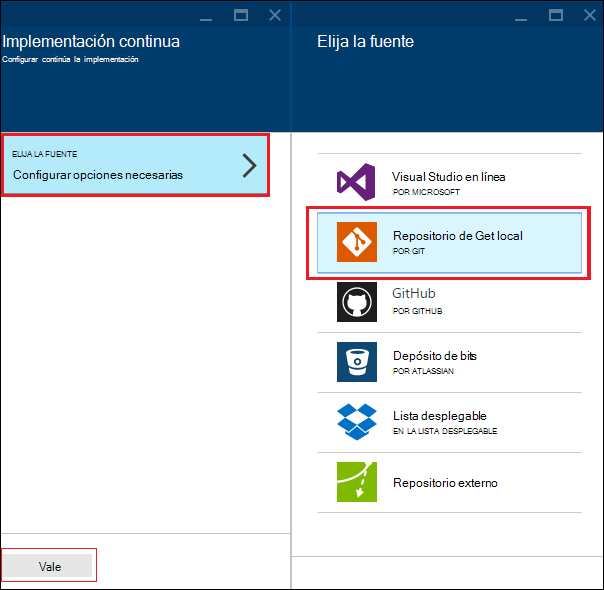 Implementación continua
Configurar continúa la implementación
ELIJA LA FUENTE
Configurar opciones necesarias
Vale
Elija la fuente
Visual Studio en línea
POR MICROSOFT
Repositorio de Get local
POR GIT
GitHub
POR GITHUB
Depósito de bits
POR ATLASSIAN
Lista desplegable
EN LA LISTA DESPLEGABLE
Repositorio externo